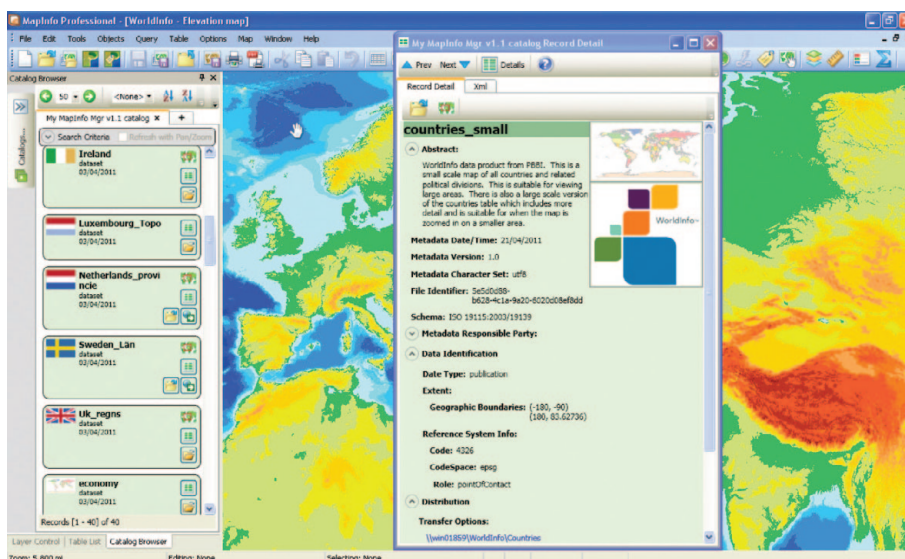 MapInfo Professional - [WorldInfo - Elevation map]
File Edit Tools Objects Query Table Options Map Window Help
Catalog Browser
50 <None>
My MapInfo Mgr v1.1 catalog
Search Criteria Refresh with Pan/Zoom
Catalogs...
Ireland
dataset
03/04/2011
Luxembourg_Topo
dataset
03/04/2011
Netherlands_provi
ncie
dataset
03/04/2011
Sweden_Län
dataset
03/04/2011
Uk_regns
dataset
03/04/2011
economy
dataset
03/04/2011
Records [1 - 40] of 40
Layer Control Table List Catalog Browser
Zoom: 5,800 mi Editing: None Selecting: None
My MapInfo Mgr v1.1 catalog Record Detail
Prev Next Details
Record Detail Xml
countries_small
Abstract:
WorldInfo data product from PBBI. This is a
small scale map of all countries and related
political divisions. This is suitable for viewing
large areas. There is also a large scale version
of the countries table which includes more
detail and is suitable for when the map is
zoomed in on a smaller area.
WorldInfo
Metadata Date/Time: 21/04/2011
Metadata Version: 1.0
Metadata Character Set: utf8
File Identifier: 5e5d0d88-
b628-4c1a-9a20-8020d08ef8dd
Schema: ISO 19115:2003/19139
Metadata Responsible Party:
Data Identification
Date Type: publication
Extent:
Geographic Boundaries: (-180, -90)
(180, 83.62736)
Reference System Info:
Code: 4326
CodeSpace: epsg
Role: pointOfContact
Distribution
Transfer Options:
\\win01859\WorldInfo\Countries